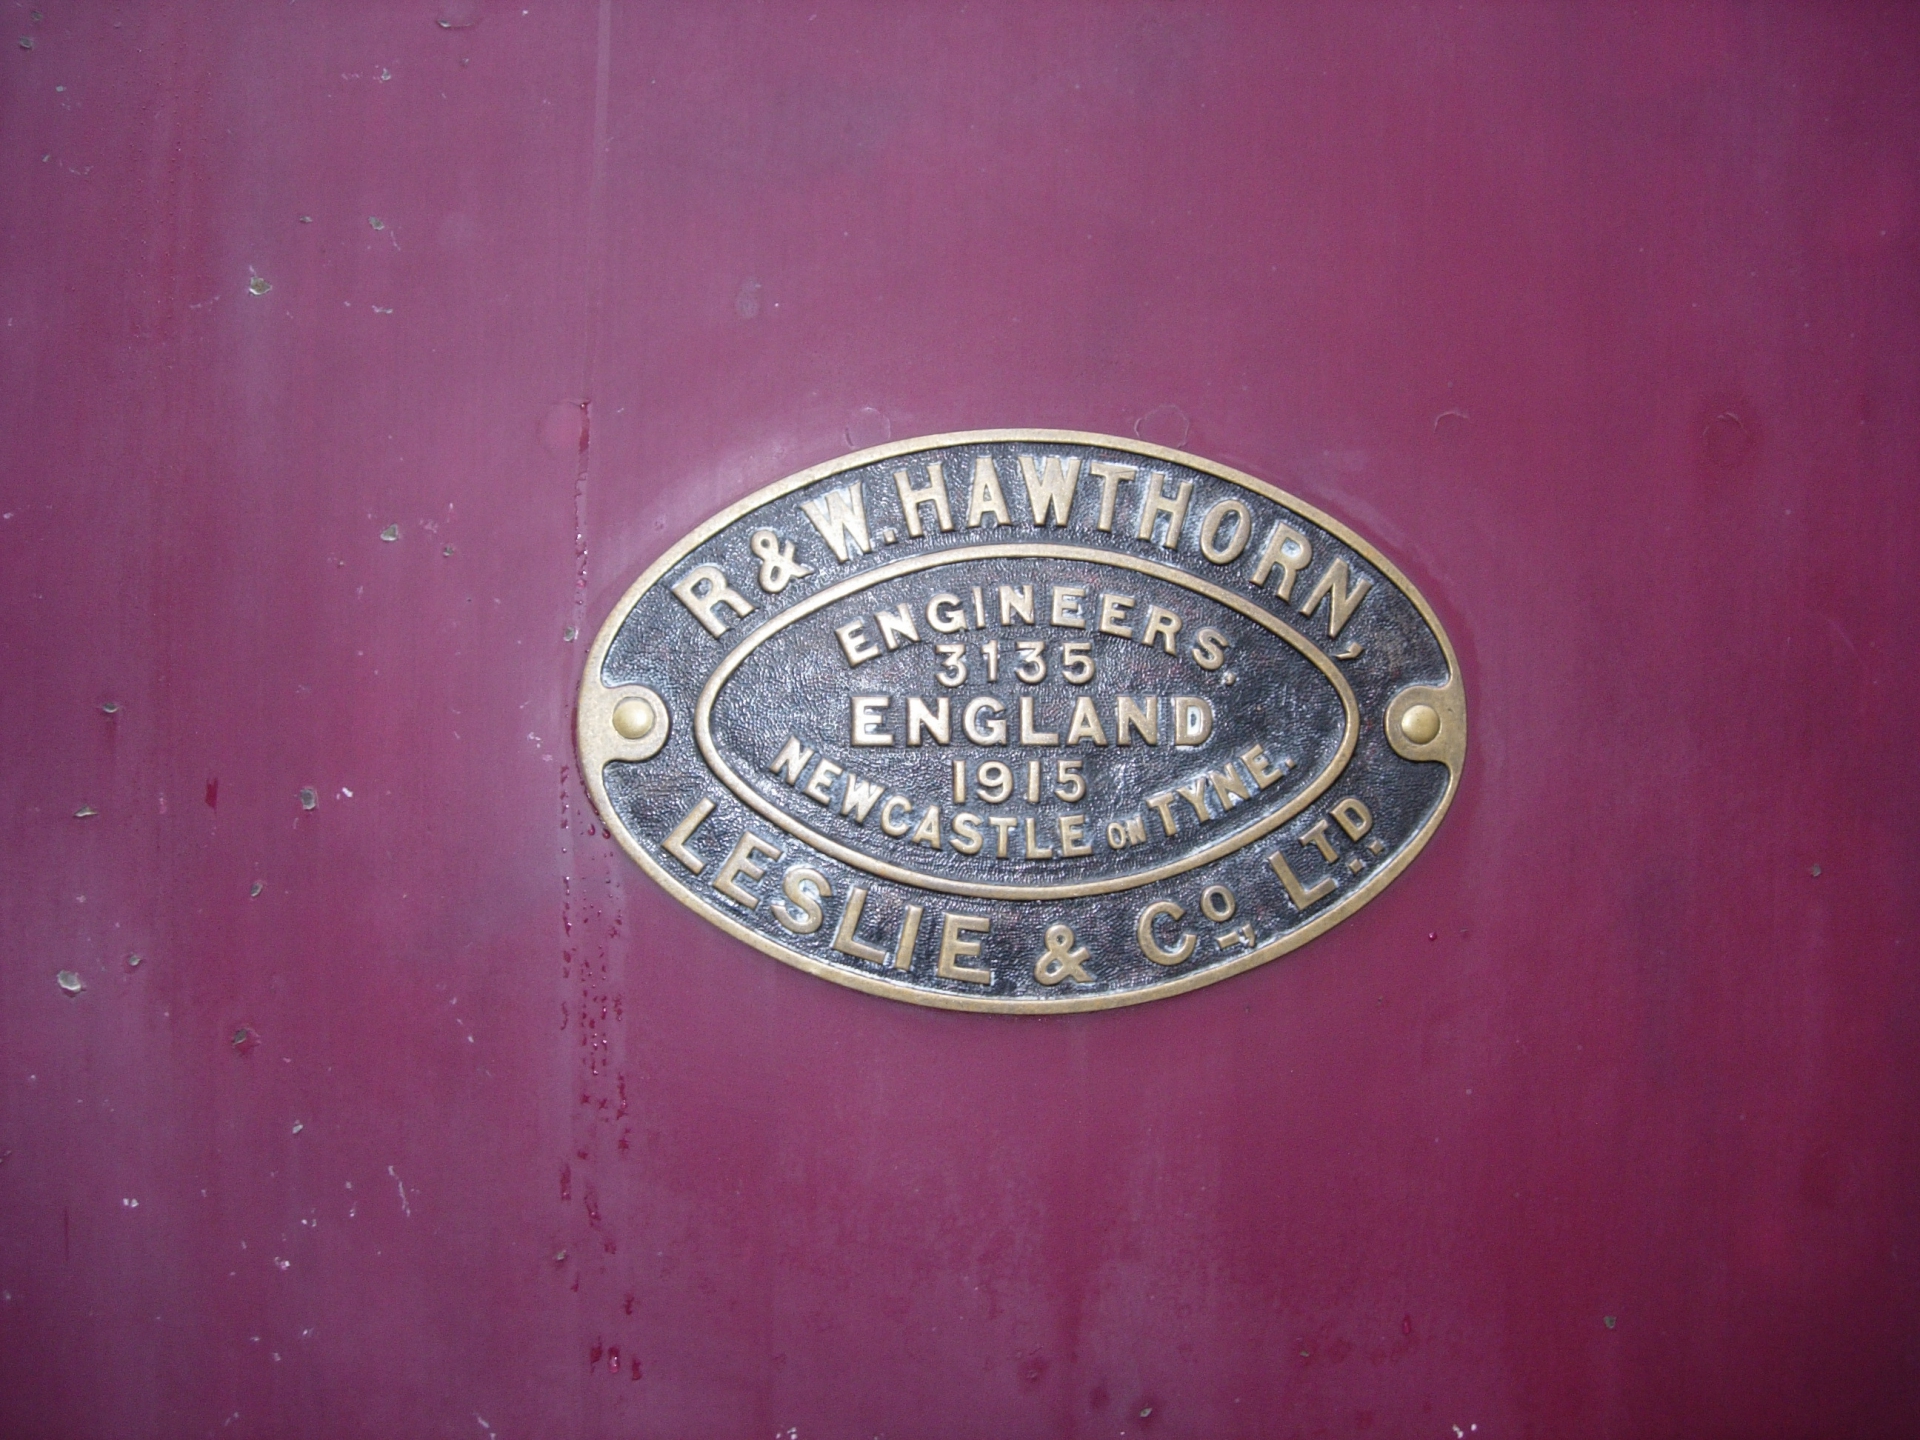 R & W. HAWTHORN,
ENGINEERS.
3135
ENGLAND
1915
NEWCASTLE ON TYNE.
LESLIE & Co, LTD.